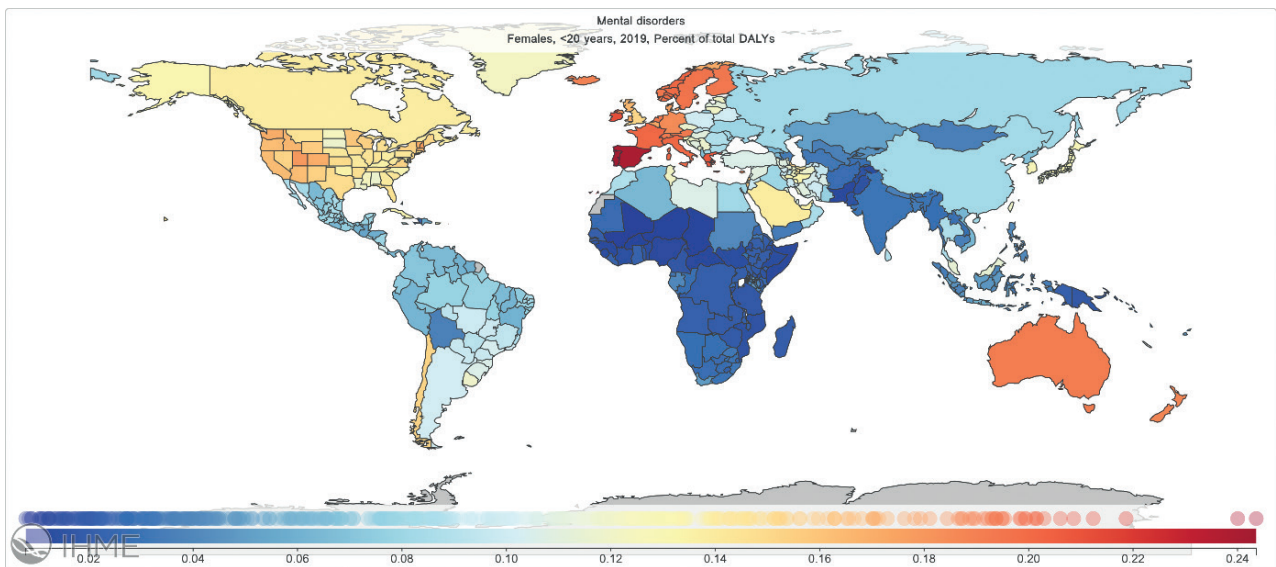 Mental disorders
Females, <20 years, 2019, Percent of total DALYs
IHME
0.02 0.04 0.06 0.08 0.10 0.12 0.14 0.16 0.18 0.20 0.22 0.24